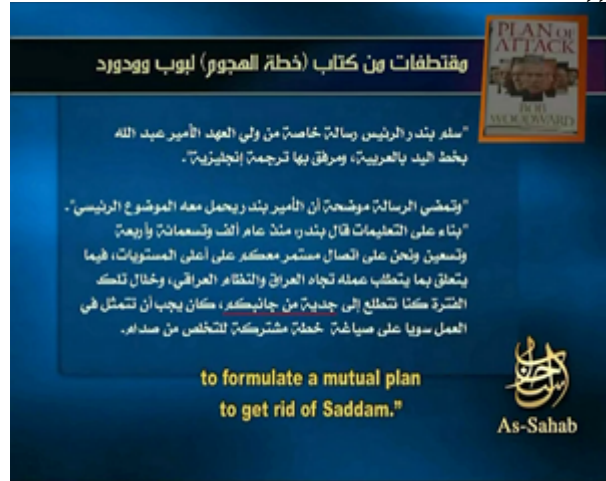 PLAN OF
ATTACK
BOB
WOODWARD
مقتطفات من كتاب (خطة الهجوم) لبوب وودورد
"سلم بندر الرئيس رسالة خاصة من ولي العهد الأمير عبد الله
بخط اليد بالعربية، ومرفق بها ترجمة إنجليزية".
"وتمضي الرسالة موضحة أن الأمير بندر يحمل معه الموضوع الرئيسي".
"بناء على التعليمات قال بندر: منذ عام ألف وتسعمائة وأربعة
وتسعين ونحن على اتصال مستمر معكم على أعلى المستويات، فيما
يتعلق بما يتطلب عمله تجاه العراق والنظام العراقي، وخلال تلك
الفترة كنا نتطلع إلى جدية من جانبكم، كان يجب أن تتمثل في
العمل سويا على صياغة خطة مشتركة للتخلص من صدام.
to formulate a mutual plan
to get rid of Saddam."
السحاب
As-Sahab